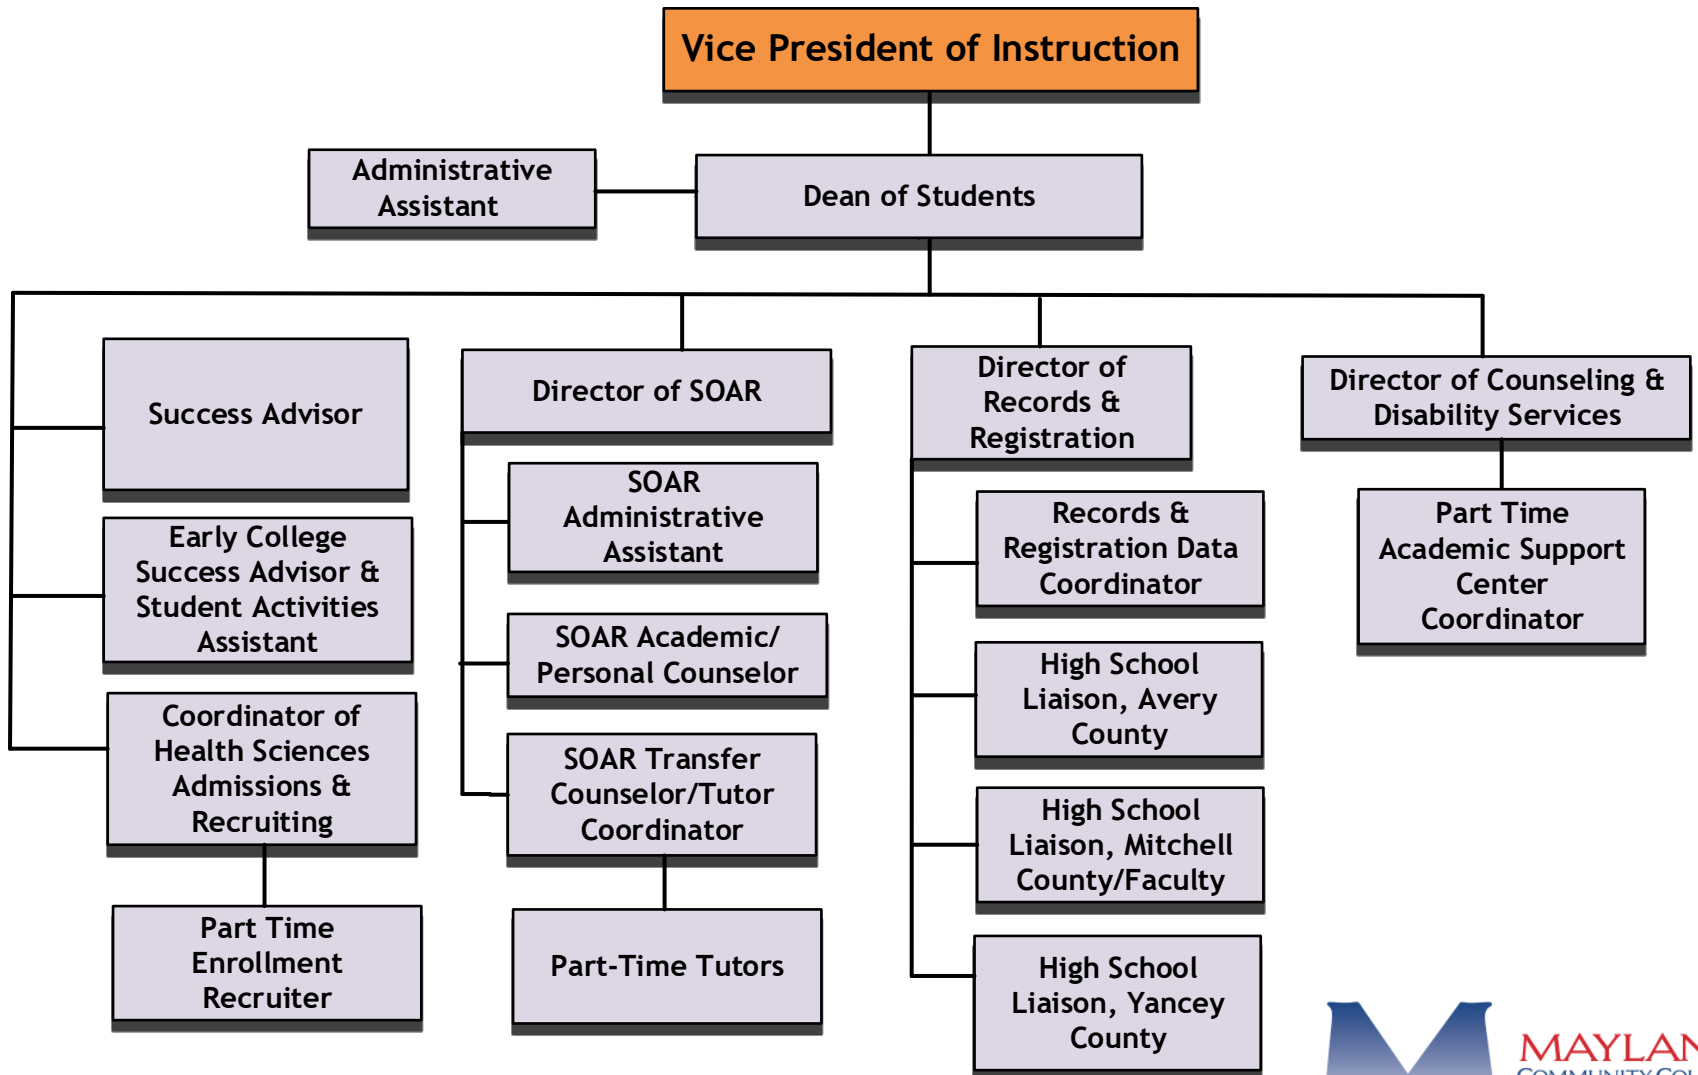 Vice President of Instruction
Administrative
Assistant
Dean of Students
Success Advisor
Early College
Success Advisor &
Student Activities
Assistant
Coordinator of
Health Sciences
Admissions &
Recruiting
Part Time
Enrollment
Recruiter
Director of SOAR
SOAR
Administrative
Assistant
SOAR Academic/
Personal Counselor
SOAR Transfer
Counselor/Tutor
Coordinator
Part-Time Tutors
Director of
Records &
Registration
Records &
Registration Data
Coordinator
High School
Liaison, Avery
County
High School
Liaison, Mitchell
County/Faculty
High School
Liaison, Yancey
County
Director of Counseling &
Disability Services
Part Time
Academic Support
Center
Coordinator
MAYLAN
COMMUNITY COL